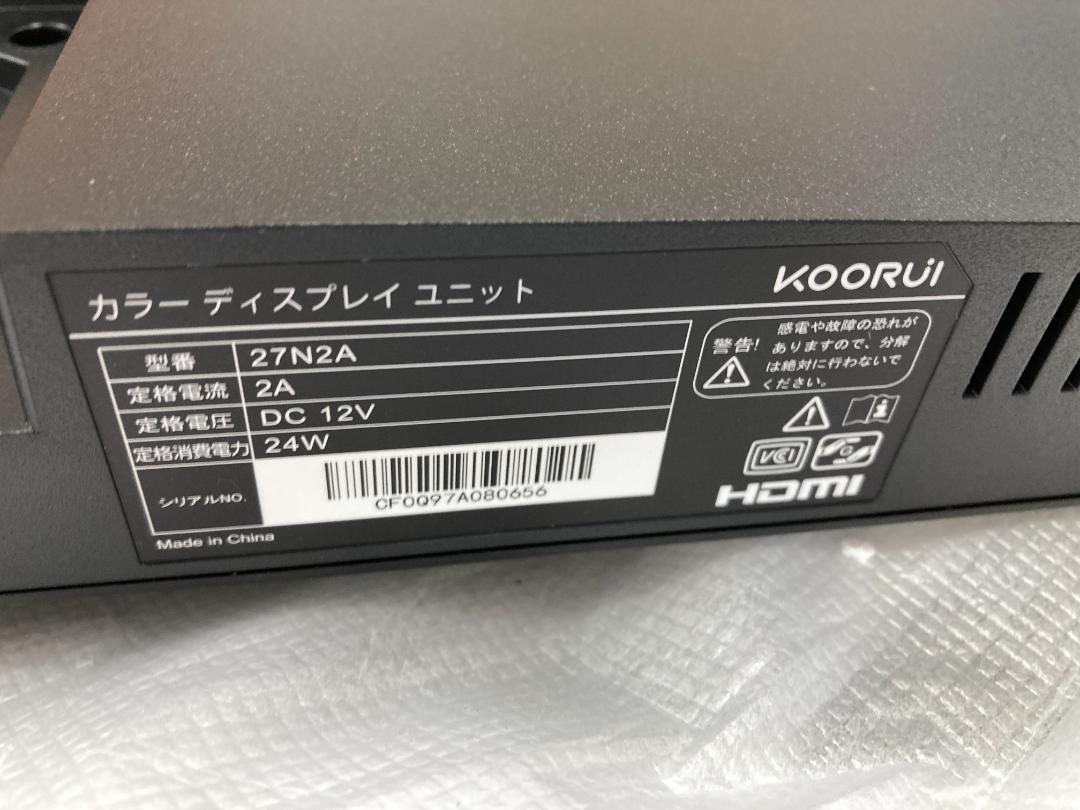 カラー ディスプレイ ユニット
KOORUI
型番 27N2A
定格電流 2A
定格電圧 DC 12V
定格消費電力 24W
シリアルNO.
CF0Q97A080656
Made in China
警告!
感電や故障の恐れが
ありますので、分解
は絶対に行わないで
ください。
VCI
HDMI